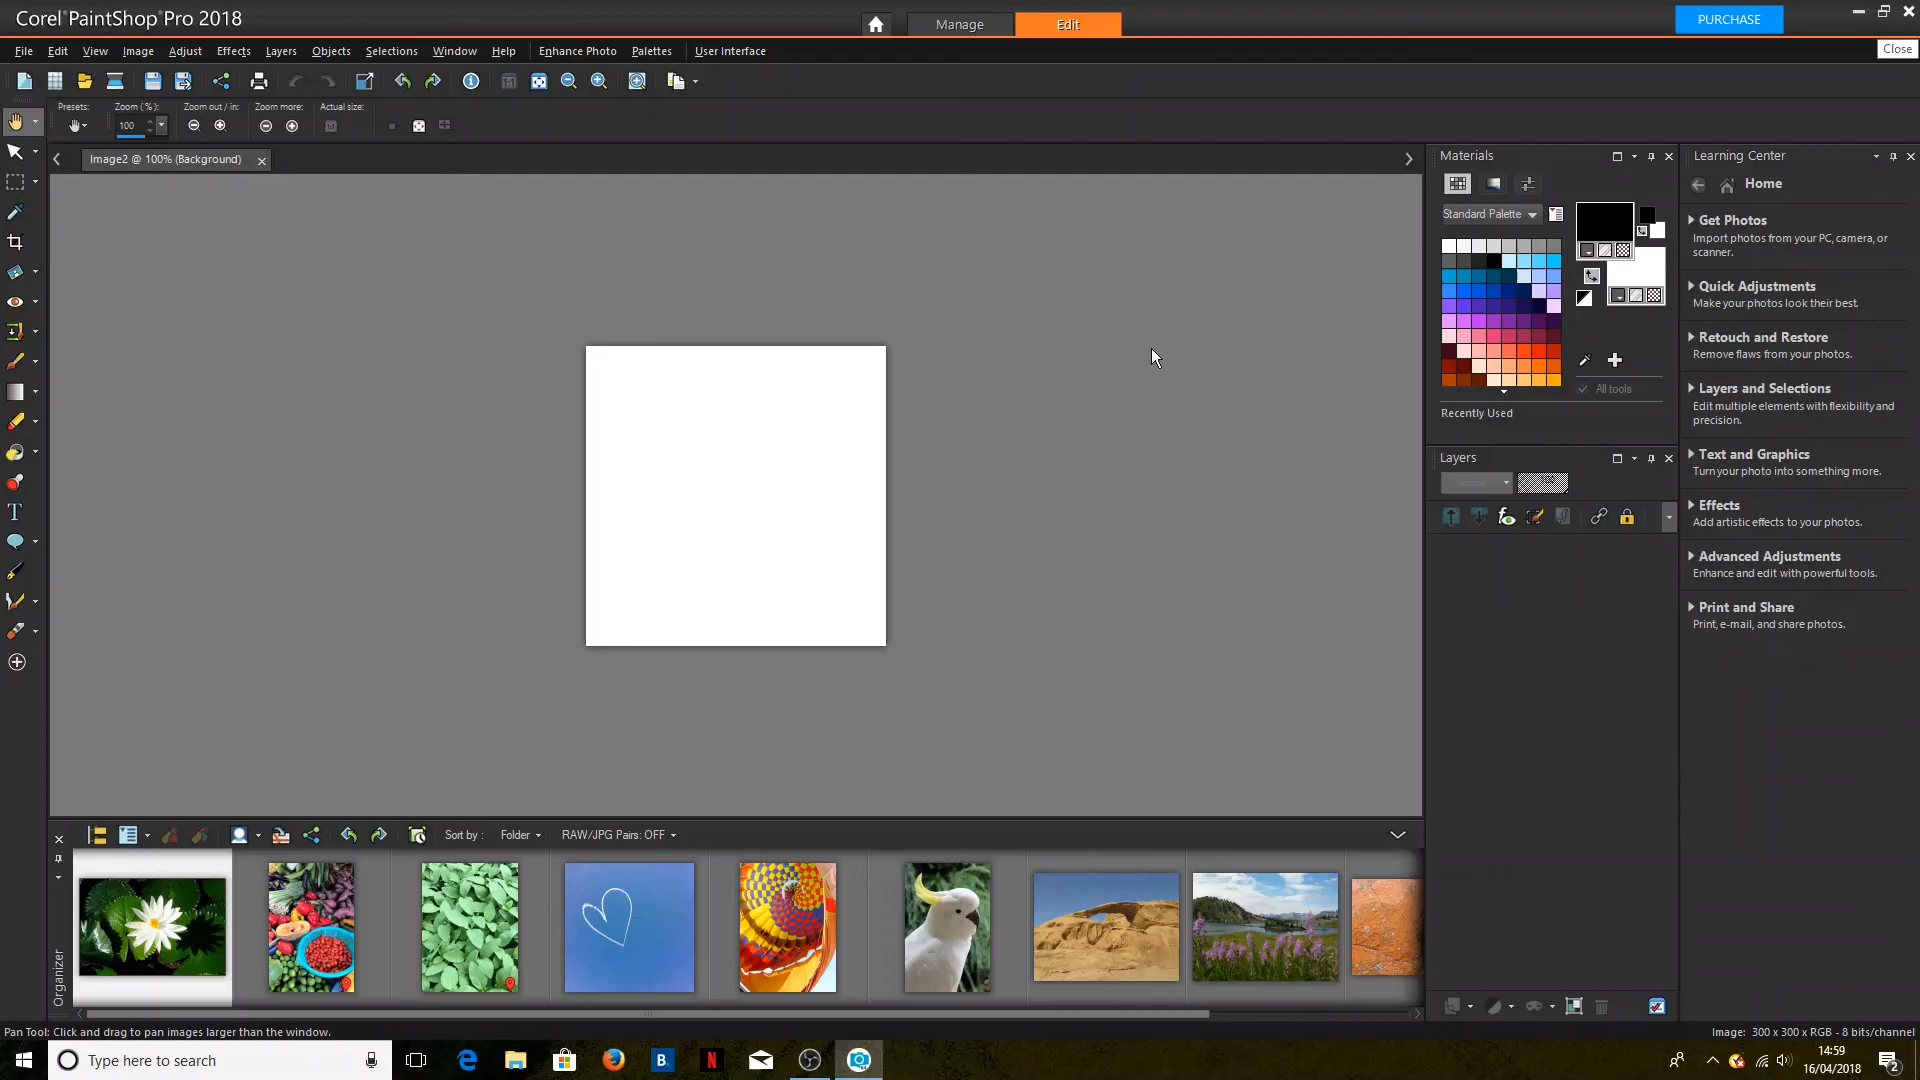 Corel® PaintShop® Pro 2018
Manage
Edit
PURCHASE
File Edit View Image Adjust Effects Layers Objects Selections Window Help Enhance Photo Palettes User Interface
Close
Presets: Zoom (%): Zoom out / in: Zoom more: Actual size:
100
Image2 @ 100% (Background)
Materials
Standard Palette
All tools
Recently Used
Layers
Learning Center
Home
Get Photos
Import photos from your PC, camera, or
scanner.
Quick Adjustments
Make your photos look their best.
Retouch and Restore
Remove flaws from your photos.
Layers and Selections
Edit multiple elements with flexibility and
precision.
Text and Graphics
Turn your photo into something more.
Effects
Add artistic effects to your photos.
Advanced Adjustments
Enhance and edit with powerful tools.
Print and Share
Print, e-mail, and share photos.
Sort by : Folder RAW/JPG Pairs: OFF
Organizer
Pan Tool: Click and drag to pan images larger than the window.
Image: 300 x 300 x RGB - 8 bits/channel
Type here to search
B.
N
14:59
16/04/2018
2